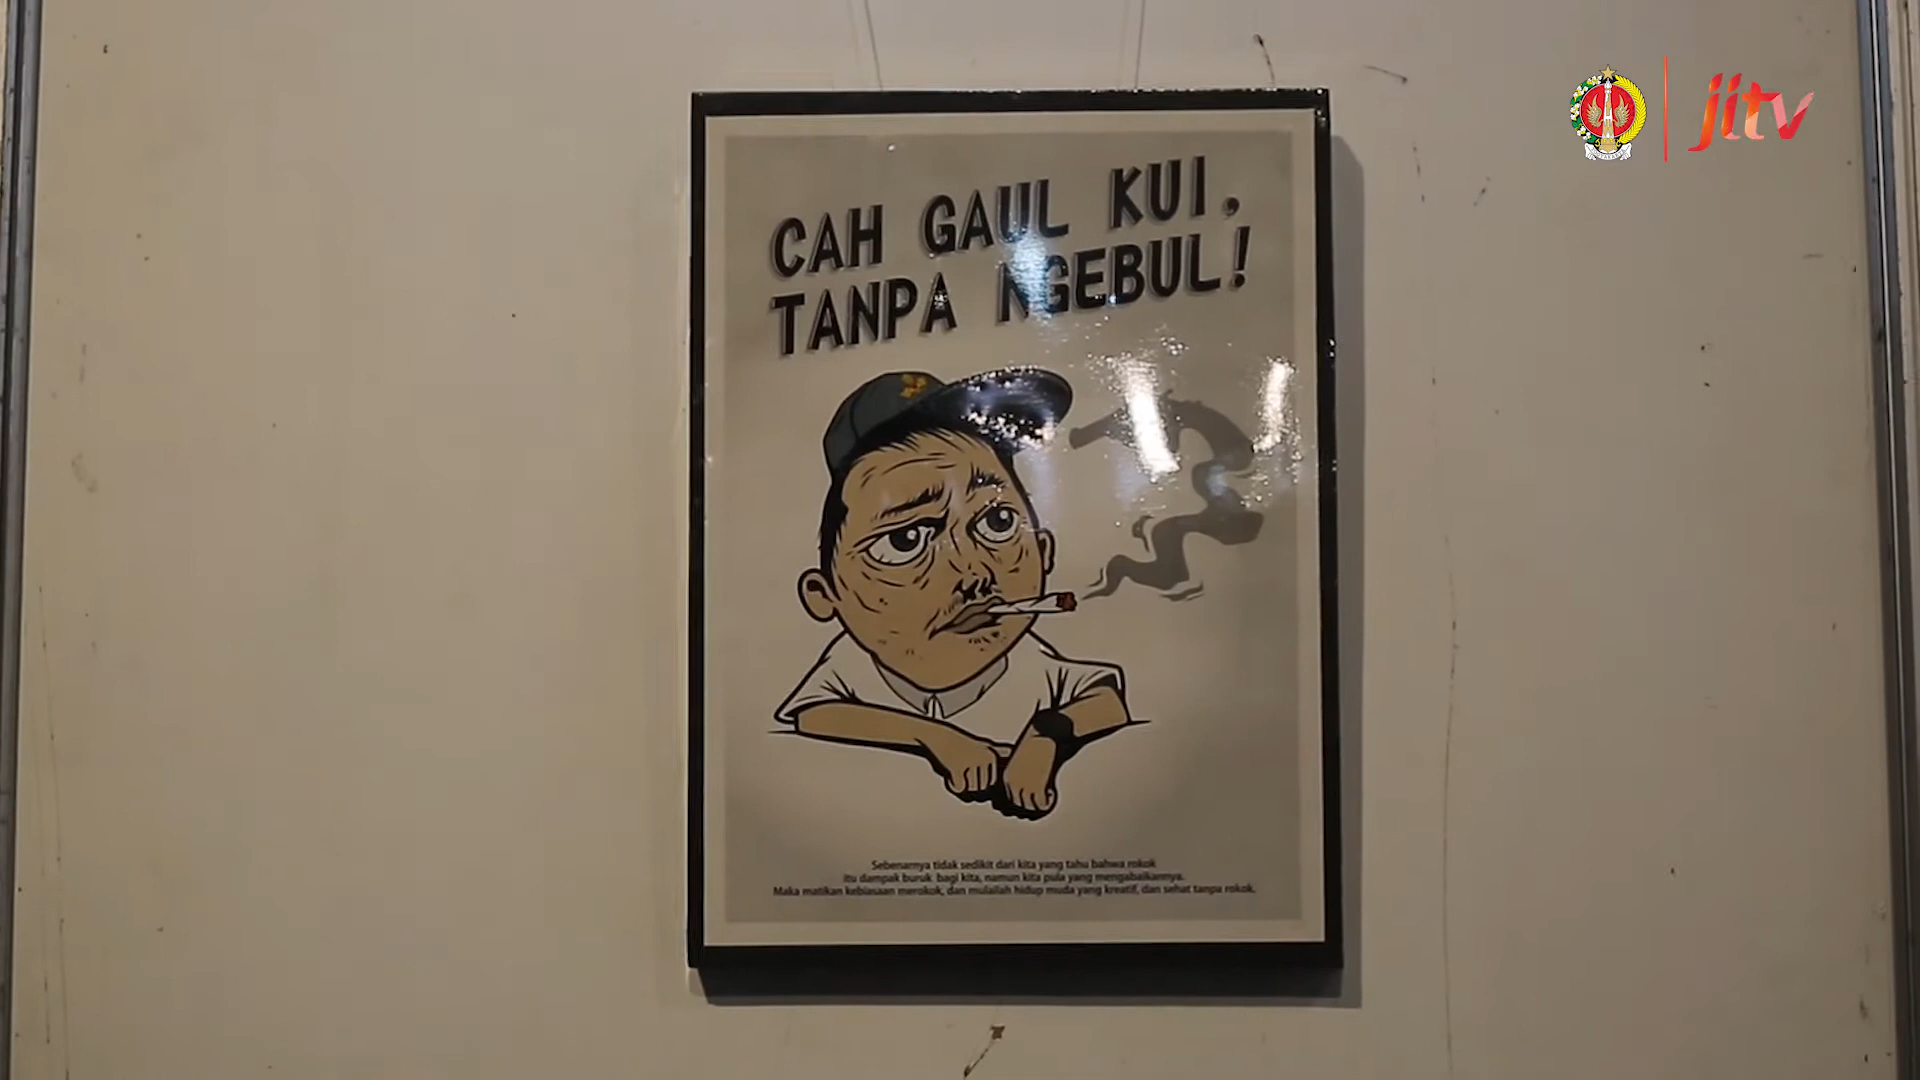 jitv
CAH GAUL KUI,
TANPA NGEBUL!
Sebenarnya tidak sedikit dari kita yang tahu bahwa rokok
itu dampak buruk bagi kita, namun kita pula yang mengabaikannya.
Maka matikan kebiasaan merokok, dan mulailah hidup muda yang kreatif, dan sehat tanpa rokok.